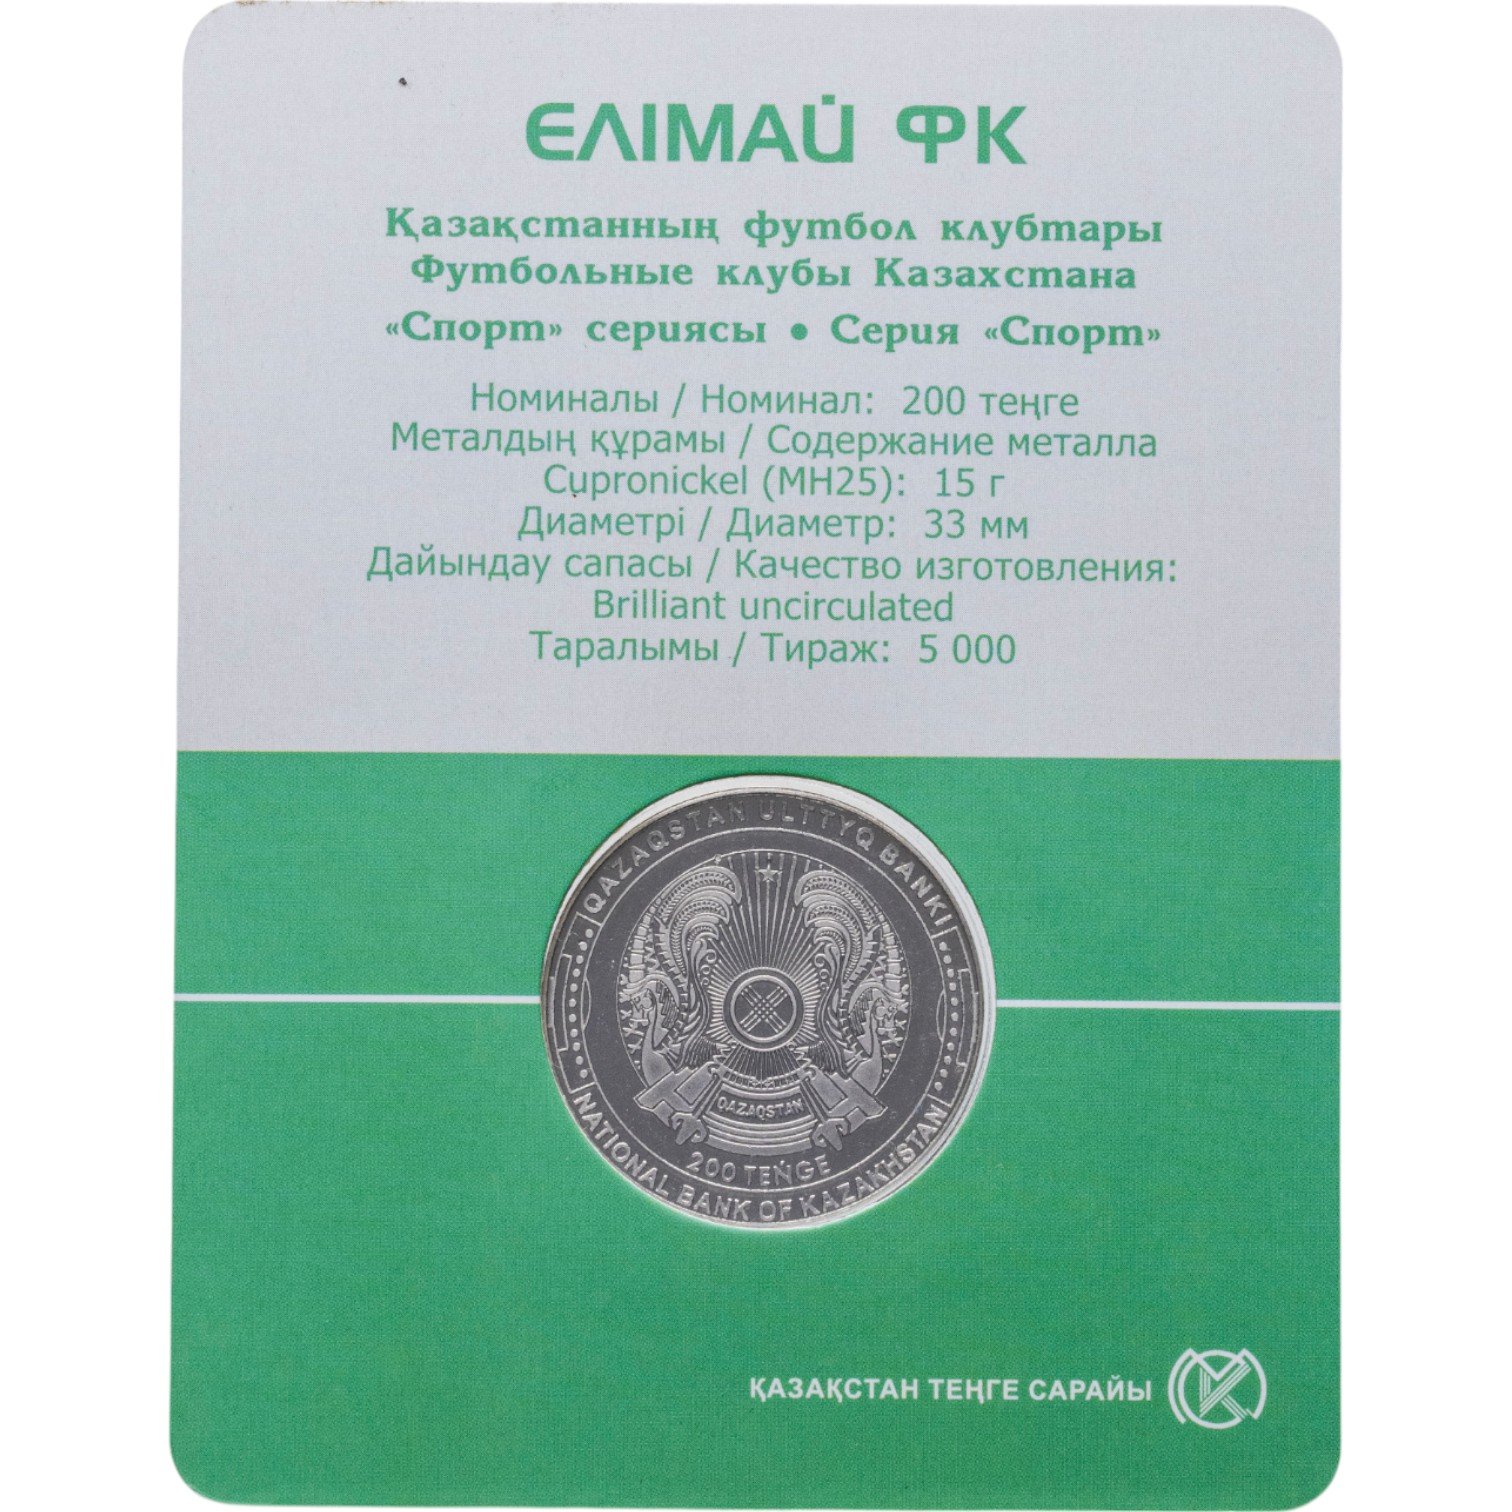 ЕЛІМАЙ ФК
Қазақстанның футбол клубтары
Футбольные клубы Казахстана
«Спорт» сериясы • Серия «Спорт»
Номиналы / Номинал: 200 теңге
Металдың құрамы / Содержание металла
Cupronickel (МН25): 15 г
Диаметрі / Диаметр: 33 мм
Дайындау сапасы / Качество изготовления:
Brilliant uncirculated
Таралымы / Тираж: 5 000
QAZAQSTAN ULTTYQ BANKI
QAZAQSTAN
200 TEŃGE
NATIONAL BANK OF KAZAKHSTAN
ҚАЗАҚСТАН ТЕҢГЕ САРАЙЫ